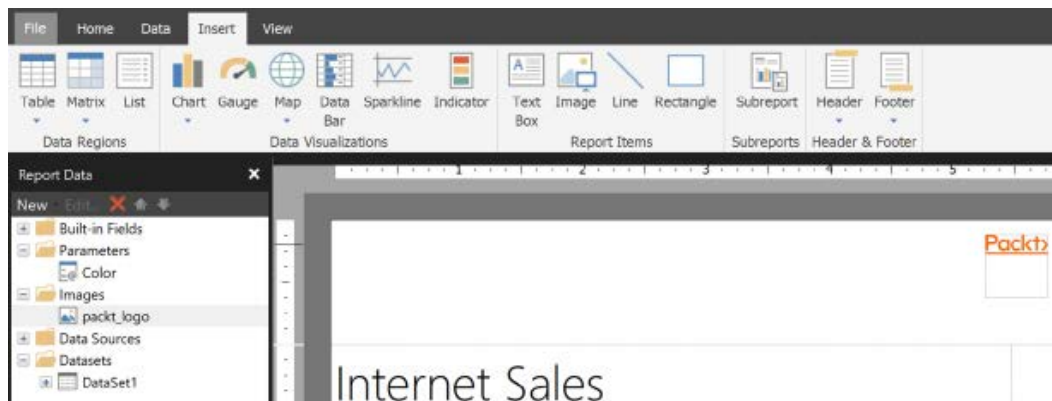 File Home Data Insert View
Table Matrix List Chart Gauge Map Data Bar Sparkline Indicator Text Box Image Line Rectangle Subreport Header Footer
Data Regions Data Visualizations Report Items Subreports Header & Footer
Report Data
New Edit...
1 2 3 4 5
Built-in Fields
Parameters
Color
Images
packt_logo
Data Sources
Datasets
DataSet1
Packt>
Internet Sales